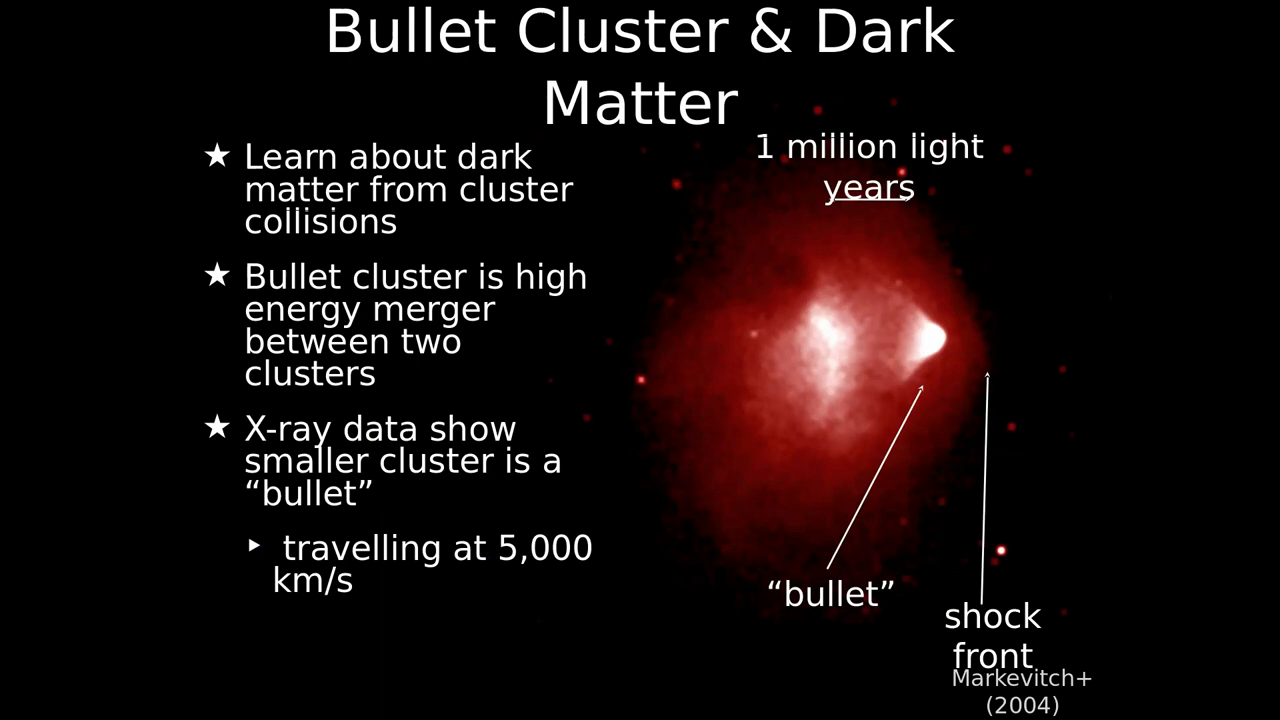 Bullet Cluster & Dark
Matter
★ Learn about dark
matter from cluster
collisions
★ Bullet cluster is high
energy merger
between two
clusters
★ X-ray data show
smaller cluster is a
“bullet”
‣ travelling at 5,000
km/s
1 million light
years
“bullet”
shock
front
Markevitch+
(2004)